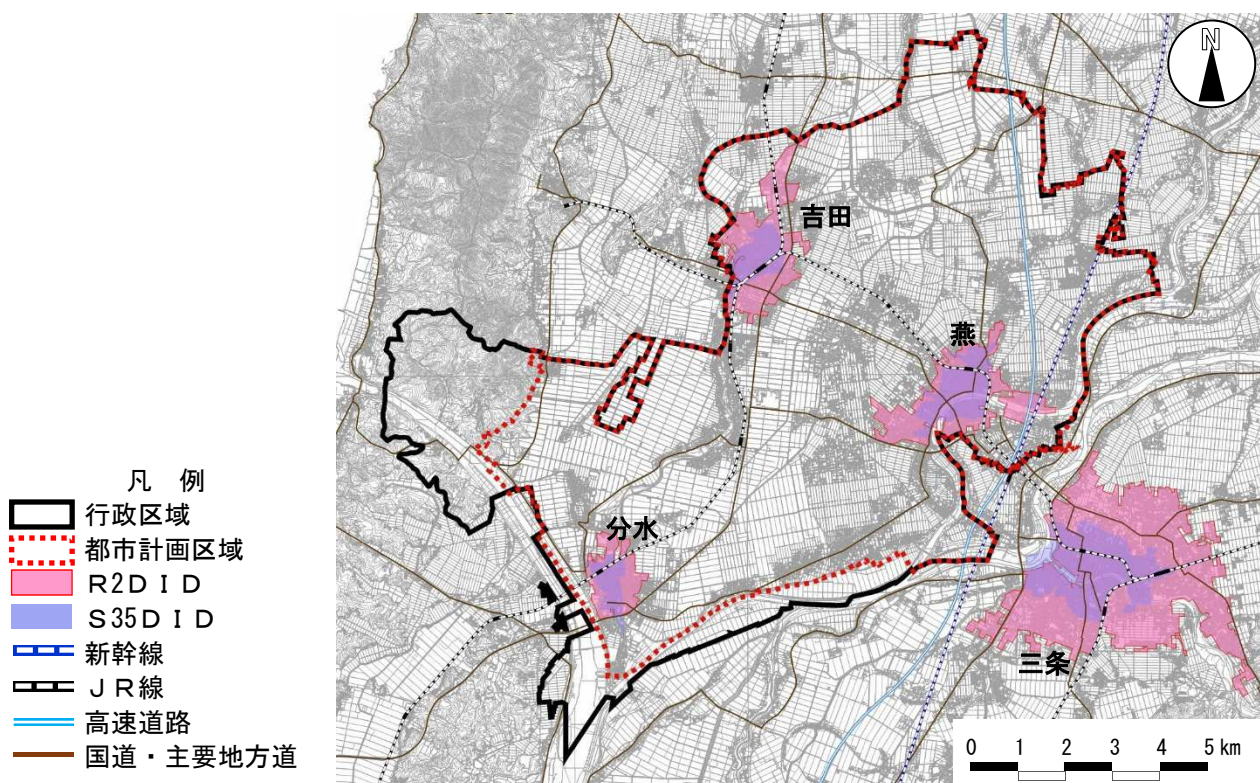 N
吉田
燕
分水
三条
凡 例
行政区域
都市計画区域
R2DID
S35DID
新幹線
JR線
高速道路
国道・主要地方道
0 1 2 3 4 5 km